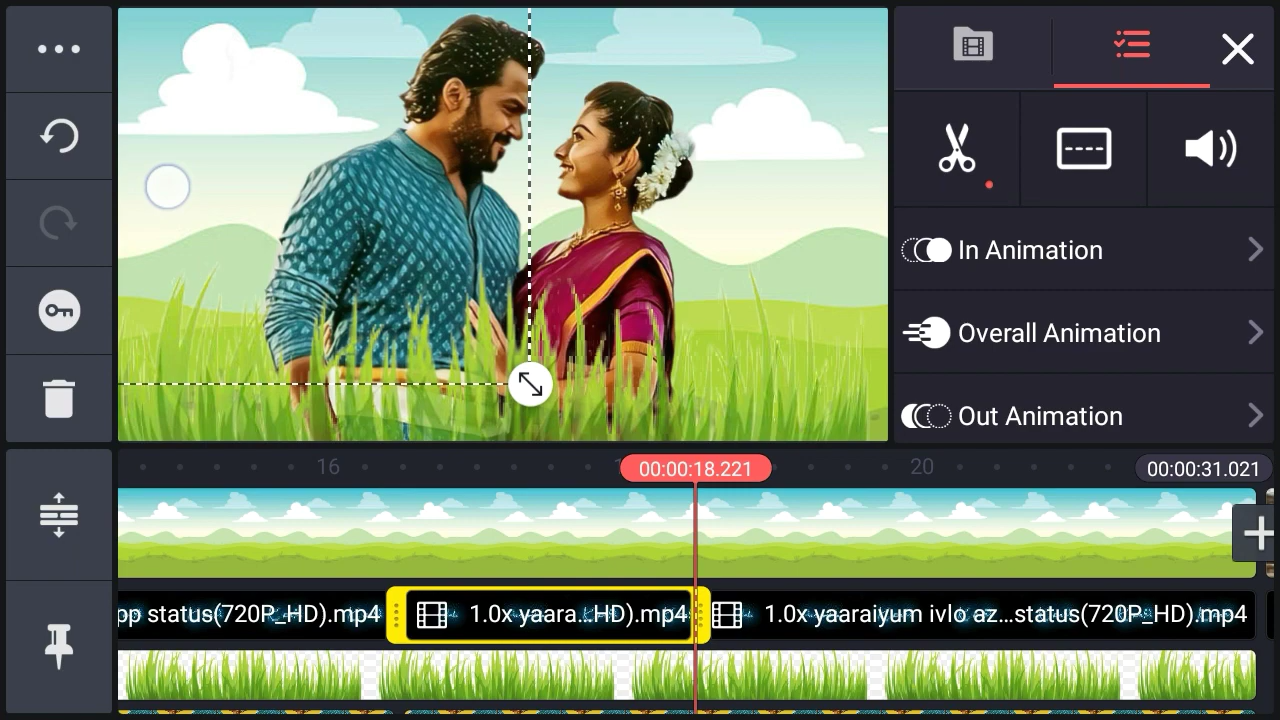 In Animation
Overall Animation
Out Animation
16
00:00:18.221
20
00:00:31.021
pp status(720P_HD).mp4
1.0x yaara...HD).mp4
1.0x yaaraiyum ivlo az...status(720P_HD).mp4